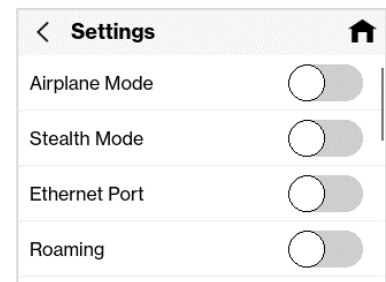 Settings
Airplane Mode
Stealth Mode
Ethernet Port
Roaming